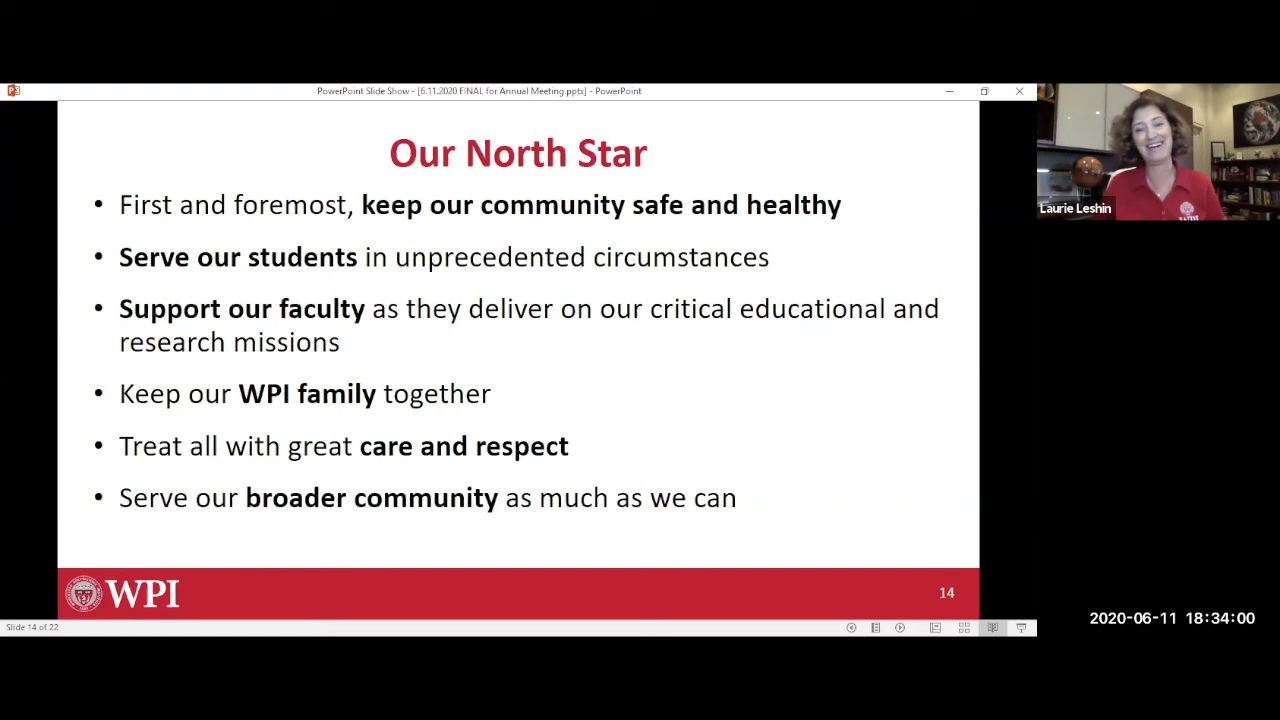 PowerPoint Slide Show - [6.11.2020 FINAL for Annual Meeting.pptx] - PowerPoint
Our North Star
• First and foremost, keep our community safe and healthy
• Serve our students in unprecedented circumstances
• Support our faculty as they deliver on our critical educational and
research missions
• Keep our WPI family together
• Treat all with great care and respect
• Serve our broader community as much as we can
WPI
14
Slide 14 of 22
Laurie Leshin
2020-06-11 18:34:00